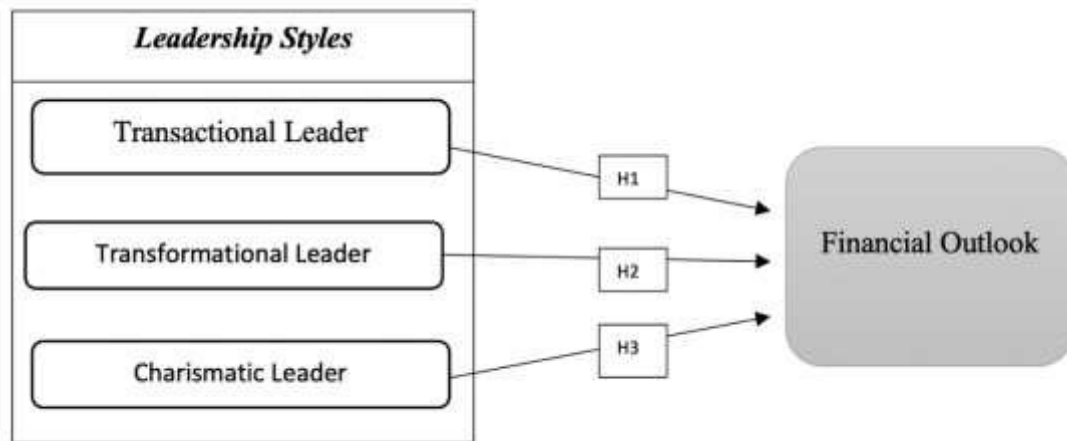 Leadership Styles
Transactional Leader
H1
Transformational Leader
H2
Financial Outlook
Charismatic Leader
H3